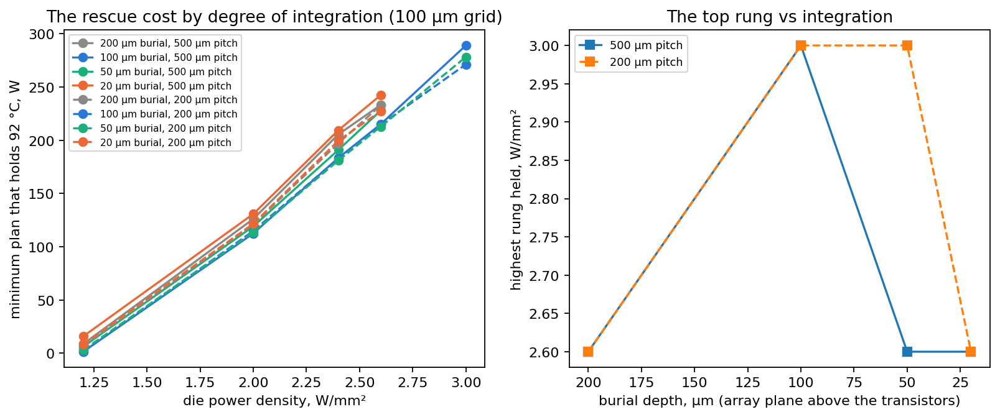 The rescue cost by degree of integration (100 µm grid)
300
250
200
150
100
50
0
minimum plan that holds 92 °C, W
200 µm burial, 500 µm pitch
100 µm burial, 500 µm pitch
50 µm burial, 500 µm pitch
20 µm burial, 500 µm pitch
200 µm burial, 200 µm pitch
100 µm burial, 200 µm pitch
50 µm burial, 200 µm pitch
20 µm burial, 200 µm pitch
1.25 1.50 1.75 2.00 2.25 2.50 2.75 3.00
die power density, W/mm²
The top rung vs integration
3.00
2.95
2.90
2.85
2.80
2.75
2.70
2.65
2.60
highest rung held, W/mm²
500 µm pitch
200 µm pitch
200 175 150 125 100 75 50 25
burial depth, µm (array plane above the transistors)